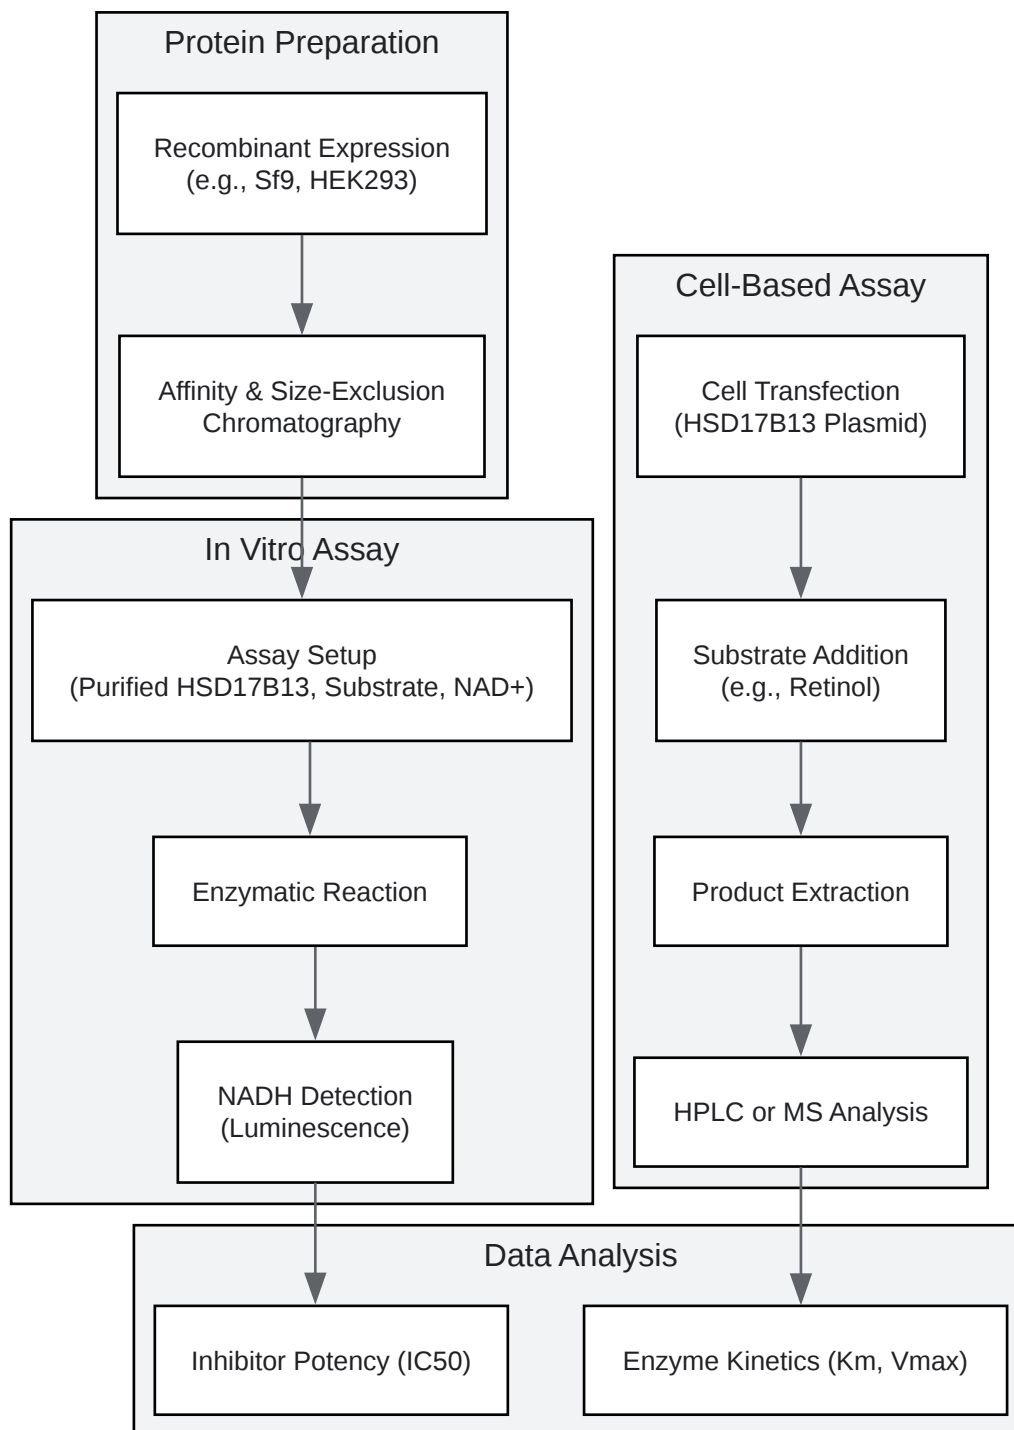 Protein Preparation
Recombinant Expression
(e.g., Sf9, HEK293)
Affinity & Size-Exclusion
Chromatography
In Vitro Assay
Assay Setup
(Purified HSD17B13, Substrate, NAD+)
Enzymatic Reaction
NADH Detection
(Luminescence)
Cell-Based Assay
Cell Transfection
(HSD17B13 Plasmid)
Substrate Addition
(e.g., Retinol)
Product Extraction
HPLC or MS Analysis
Data Analysis
Inhibitor Potency (IC50)
Enzyme Kinetics (Km, Vmax)